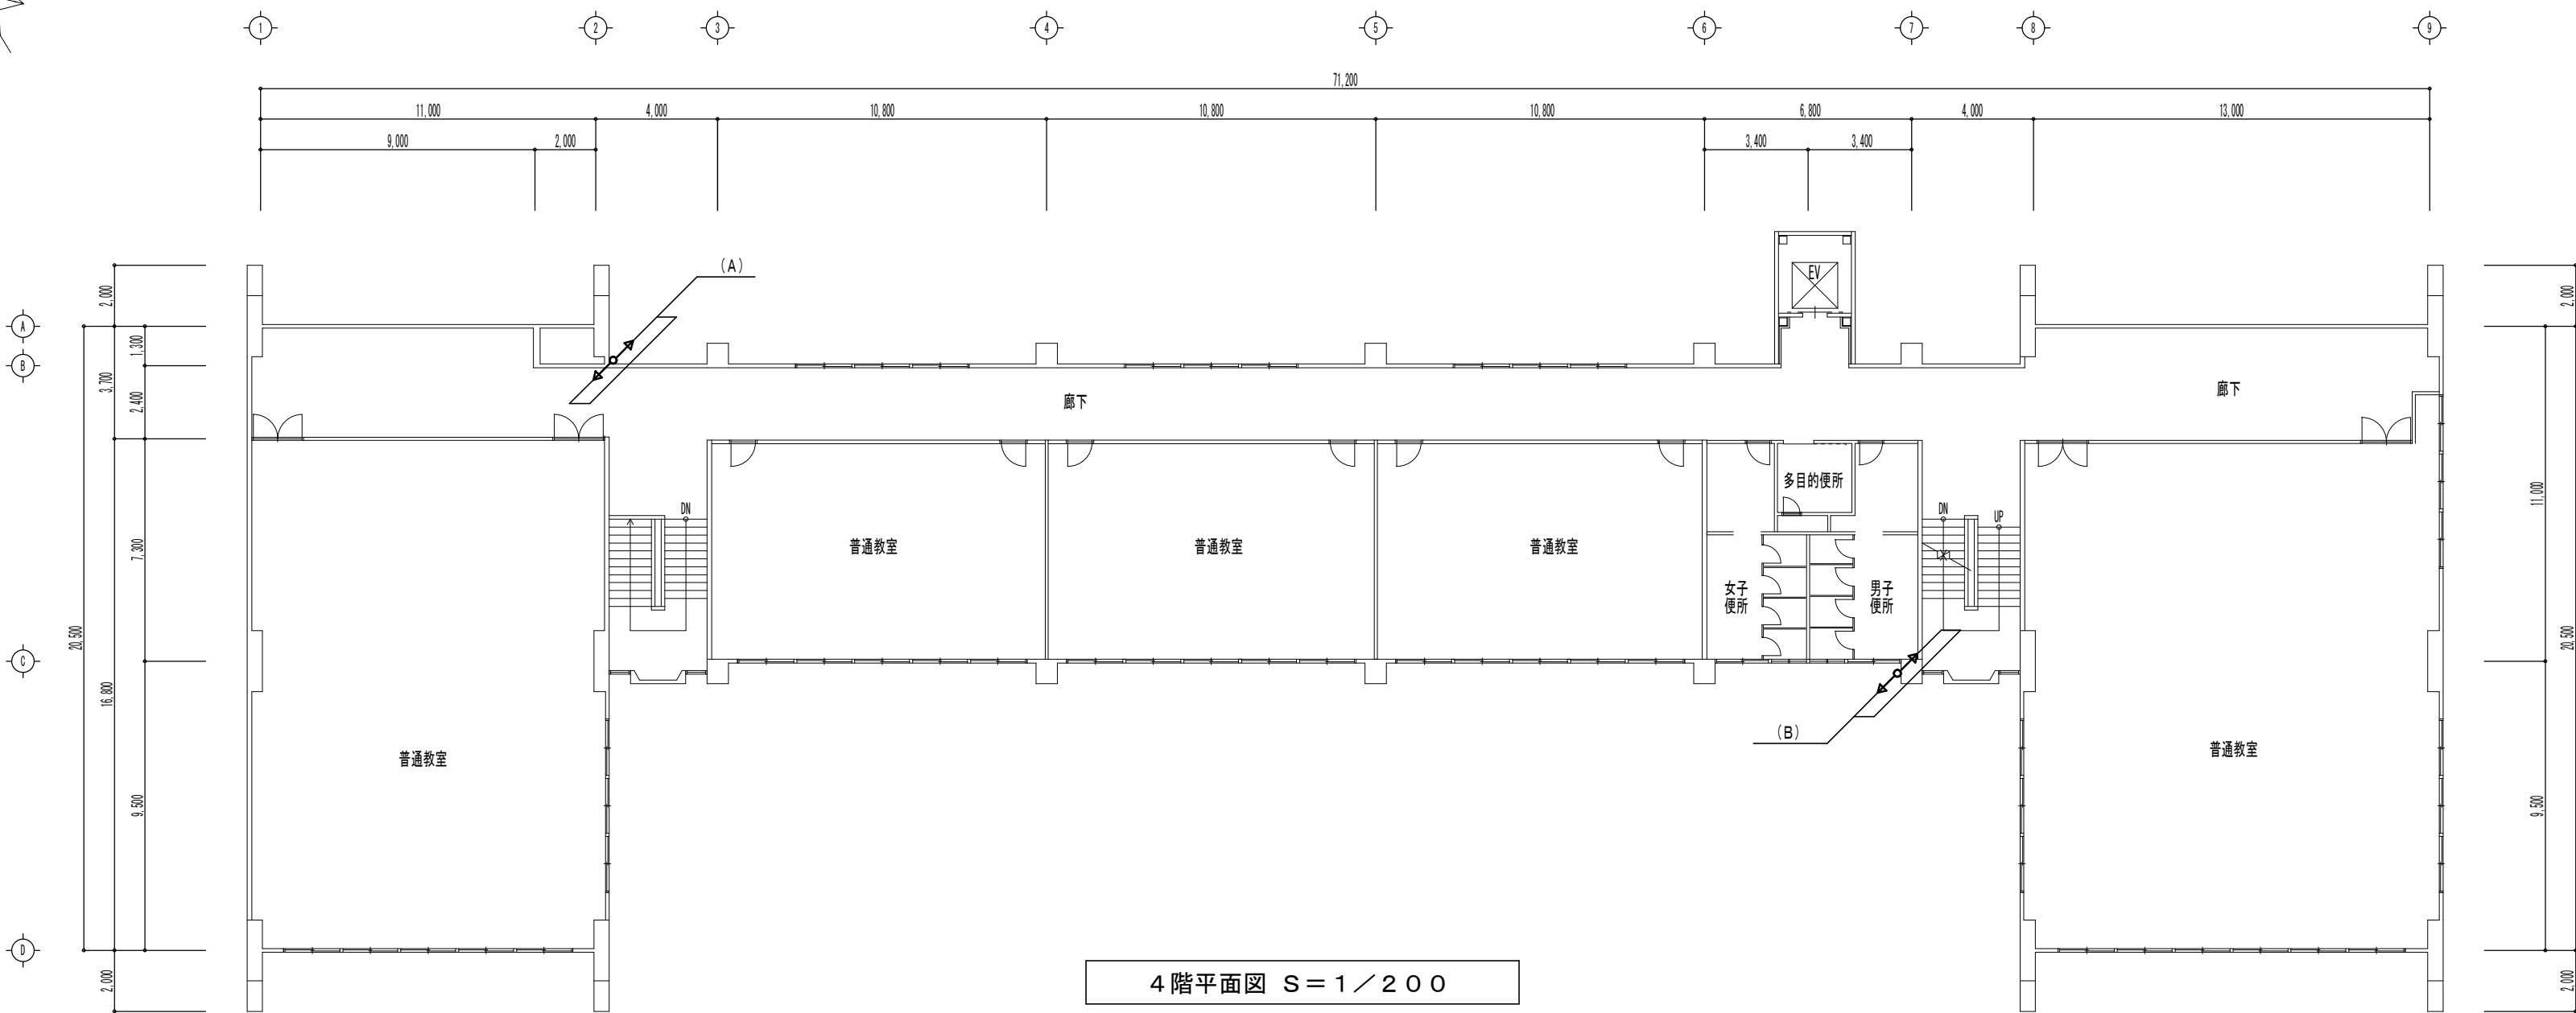 1 2 3 4 5 6 7 8 9
71,200
11,000 4,000 10,800 10,800 10,800 6,800 4,000 13,000
9,000 2,000 3,400 3,400
(A)
EV
A
B
C
D
2,000
1,300
3,700
2,400
7,300
20,500
16,800
9,500
2,000
廊下
廊下
DN
多目的便所
DN
UP
普通教室
普通教室
普通教室
女子
便所
男子
便所
(B)
普通教室
普通教室
2,000
11,000
20,500
9,500
2,000
4階平面図 S=1/200